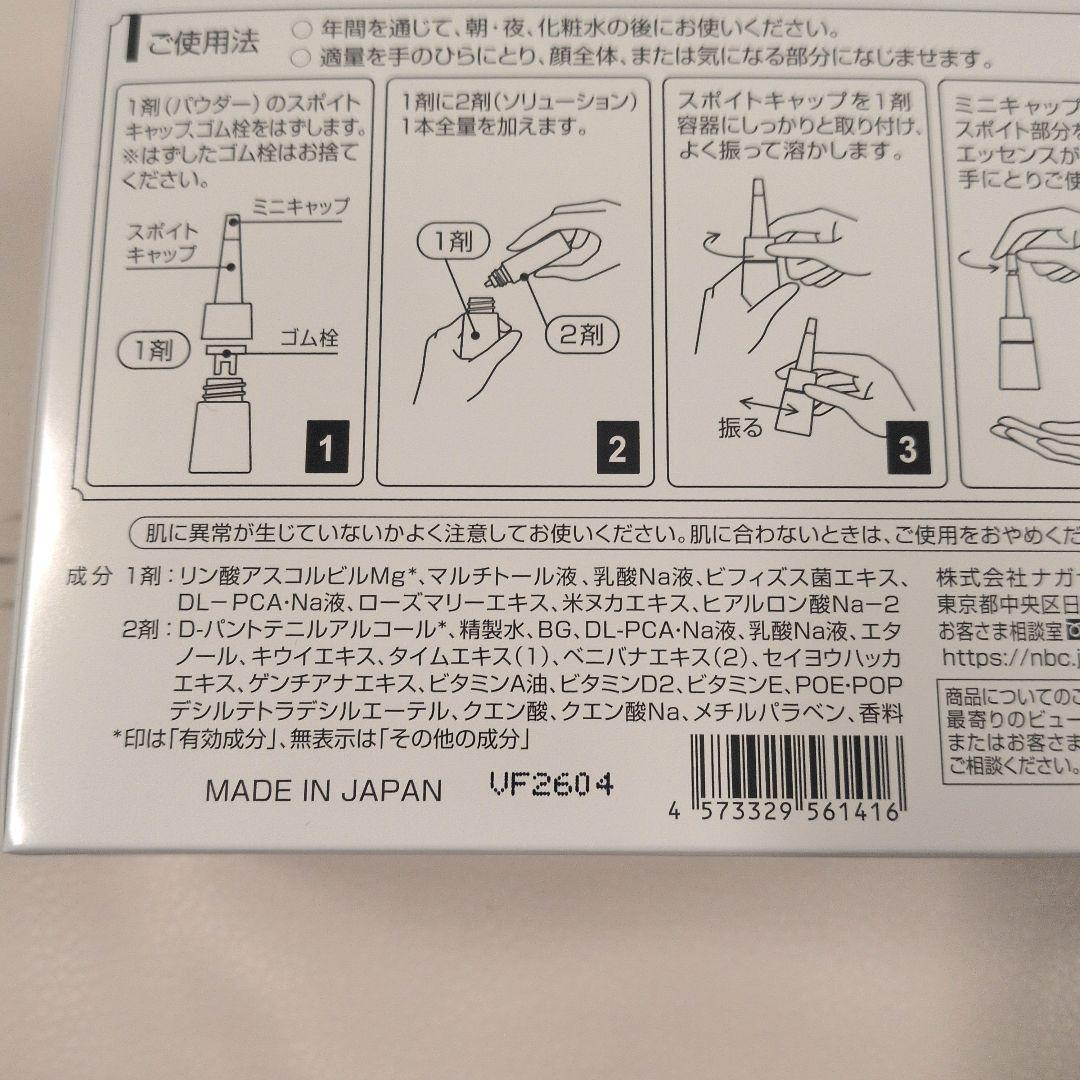 ご使用法
○ 年間を通じて、朝・夜、化粧水の後にお使いください。
○ 適量を手のひらにとり、顔全体、または気になる部分になじませます。
1剤(パウダー)のスポイト
キャップ、ゴム栓をはずします。
※はずしたゴム栓はお捨て
ください。
ミニキャップ
スポイト
キャップ
ゴム栓
1剤
1
1剤に2剤(ソリューション)
1本全量を加えます。
1剤
2剤
2
スポイトキャップを1剤
容器にしっかりと取り付け、
よく振って溶かします。
振る
3
ミニキャップ
スポイト部分を
エッセンスが
手にとりご使
肌に異常が生じていないかよく注意してお使いください。肌に合わないときは、ご使用をおやめくだ
成分 1剤:リン酸アスコルビルMg*、マルチトール液、乳酸Na液、ビフィズス菌エキス、
DL-PCA・Na液、ローズマリーエキス、米ヌカエキス、ヒアルロン酸Na-2
2剤:D-パントテニルアルコール*、精製水、BG、DL-PCA・Na液、乳酸Na液、エタ
ノール、キウイエキス、タイムエキス(1)、ベニバナエキス(2)、セイヨウハッカ
エキス、ゲンチアナエキス、ビタミンA油、ビタミンD2、ビタミンE、POE・POP
デシルテトラデシルエーテル、クエン酸、クエン酸Na、メチルパラベン、香料
*印は「有効成分」、無表示は「その他の成分」
MADE IN JAPAN
VF2604
4 573329 561416
株式会社ナガ
東京都中央区日
お客さま相談室
https://nbc.j
商品についてのご
最寄りのビュー
またはお客さま
ご相談ください。